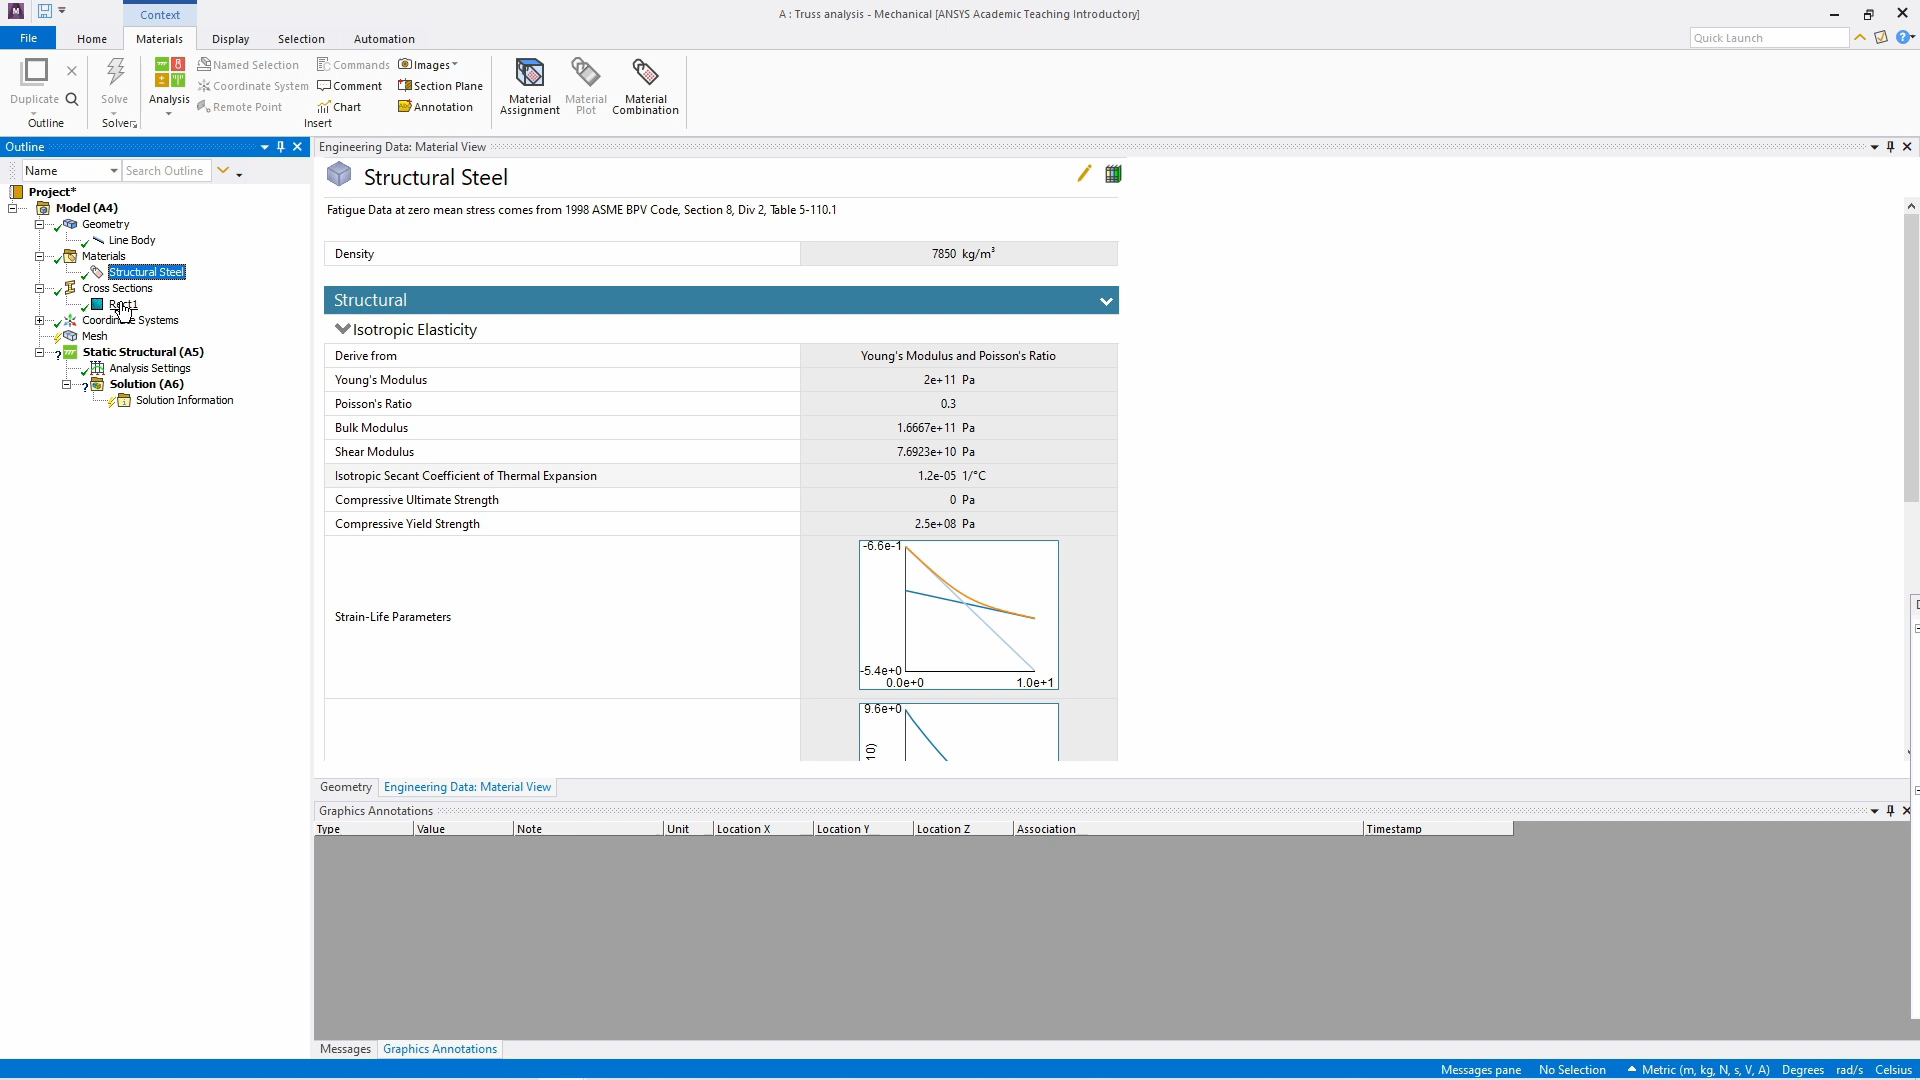 M
Context
A : Truss analysis - Mechanical [ANSYS Academic Teaching Introductory]
File
Home
Materials
Display
Selection
Automation
Quick Launch
Duplicate
Outline
Solve
Solver
Analysis
Named Selection
Coordinate System
Remote Point
Commands
Comment
Chart
Images
Section Plane
Annotation
Insert
Material Assignment
Material Plot
Material Combination
Outline
Name
Search Outline
Project*
Model (A4)
Geometry
Line Body
Materials
Structural Steel
Cross Sections
Rect1
Coordinate Systems
Mesh
Static Structural (A5)
Analysis Settings
Solution (A6)
Solution Information
Engineering Data: Material View
Structural Steel
Fatigue Data at zero mean stress comes from 1998 ASME BPV Code, Section 8, Div 2, Table 5-110.1
Density 7850 kg/m³
Structural
Isotropic Elasticity
Derive from Young's Modulus and Poisson's Ratio
Young's Modulus 2e+11 Pa
Poisson's Ratio 0.3
Bulk Modulus 1.6667e+11 Pa
Shear Modulus 7.6923e+10 Pa
Isotropic Secant Coefficient of Thermal Expansion 1.2e-05 1/°C
Compressive Ultimate Strength 0 Pa
Compressive Yield Strength 2.5e+08 Pa
Strain-Life Parameters
-6.6e-1
-5.4e+0
0.0e+0 1.0e+1
9.6e+0
10)
Geometry
Engineering Data: Material View
Graphics Annotations
Type Value Note Unit Location X Location Y Location Z Association Timestamp
Messages
Graphics Annotations
Messages pane No Selection Metric (m, kg, N, s, V, A) Degrees rad/s Celsius